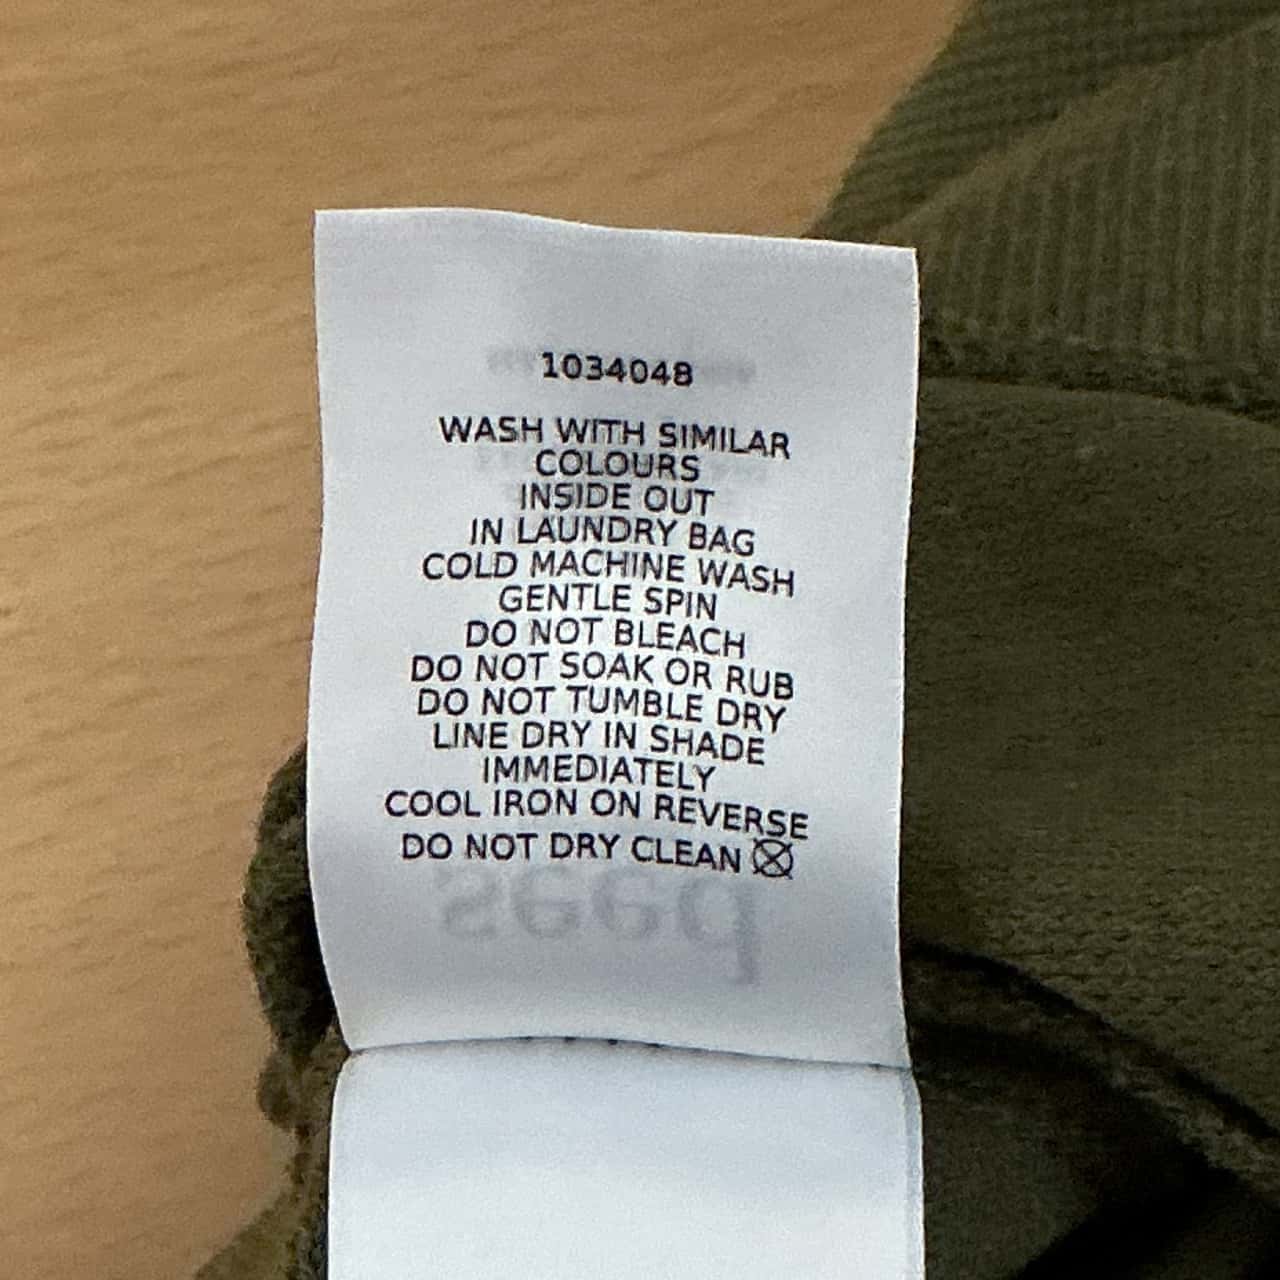 1034048
WASH WITH SIMILAR
COLOURS
INSIDE OUT
IN LAUNDRY BAG
COLD MACHINE WASH
GENTLE SPIN
DO NOT BLEACH
DO NOT SOAK OR RUB
DO NOT TUMBLE DRY
LINE DRY IN SHADE
IMMEDIATELY
COOL IRON ON REVERSE
DO NOT DRY CLEAN
seed